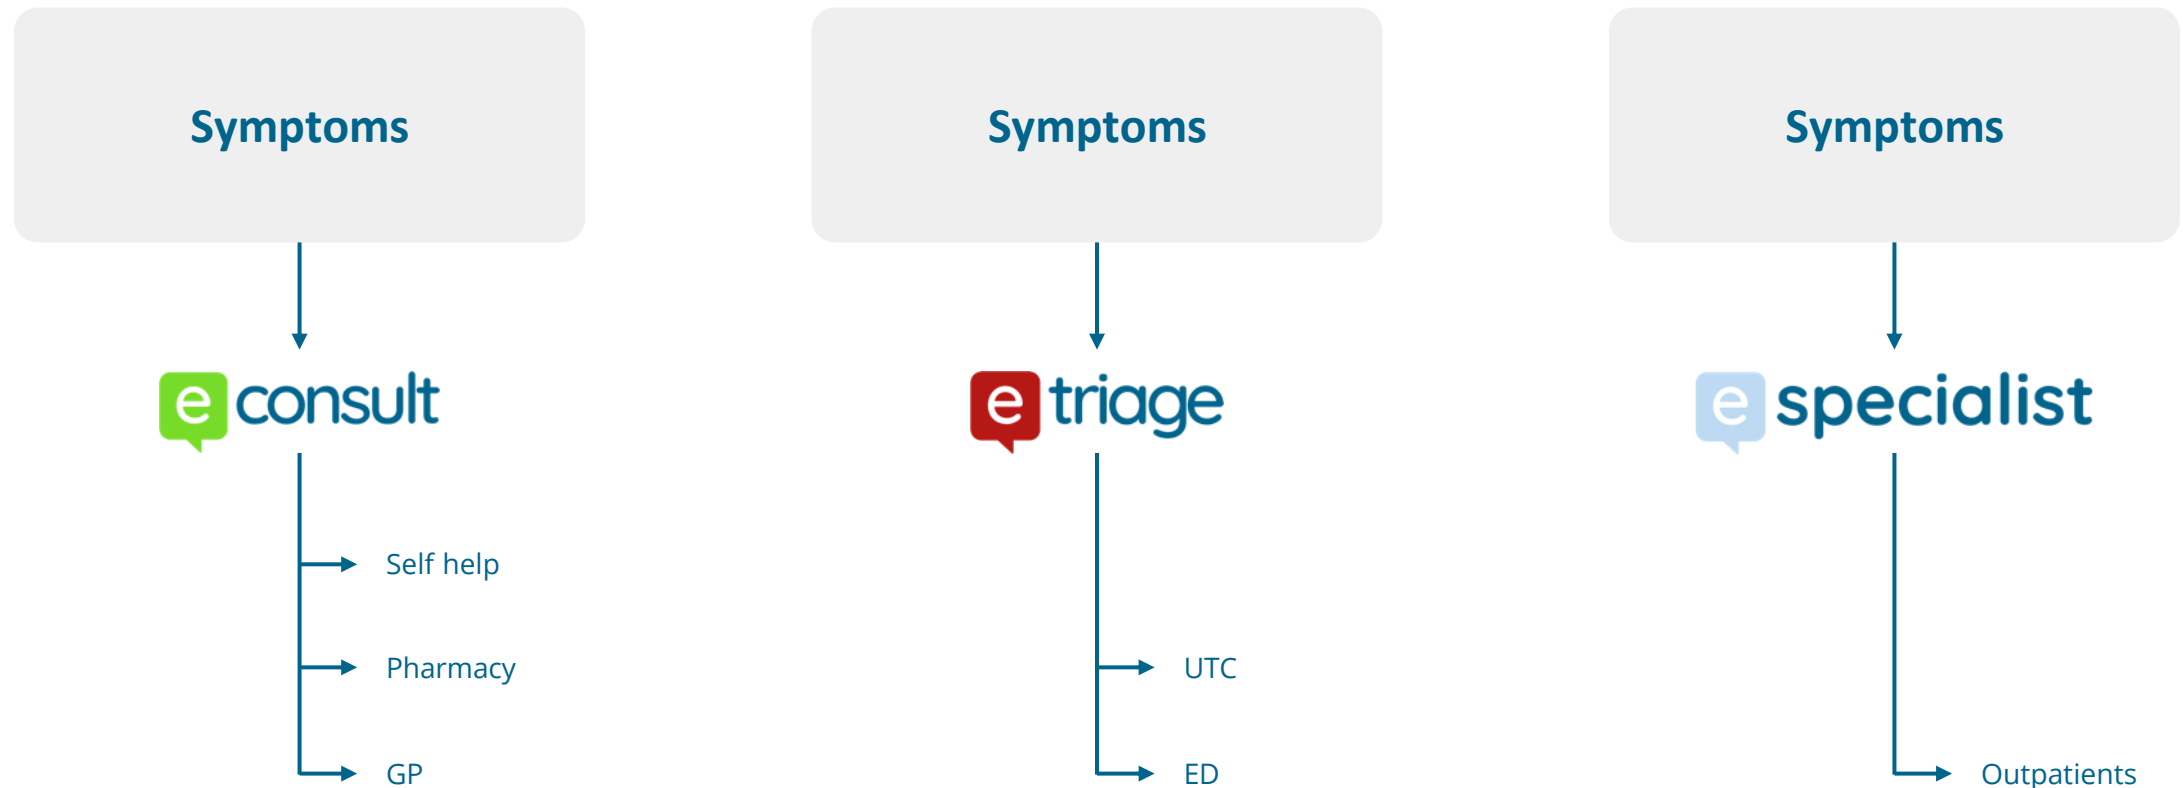 Symptoms
Symptoms
Symptoms
e consult
e triage
e specialist
Self help
Pharmacy
UTC
GP
ED
Outpatients